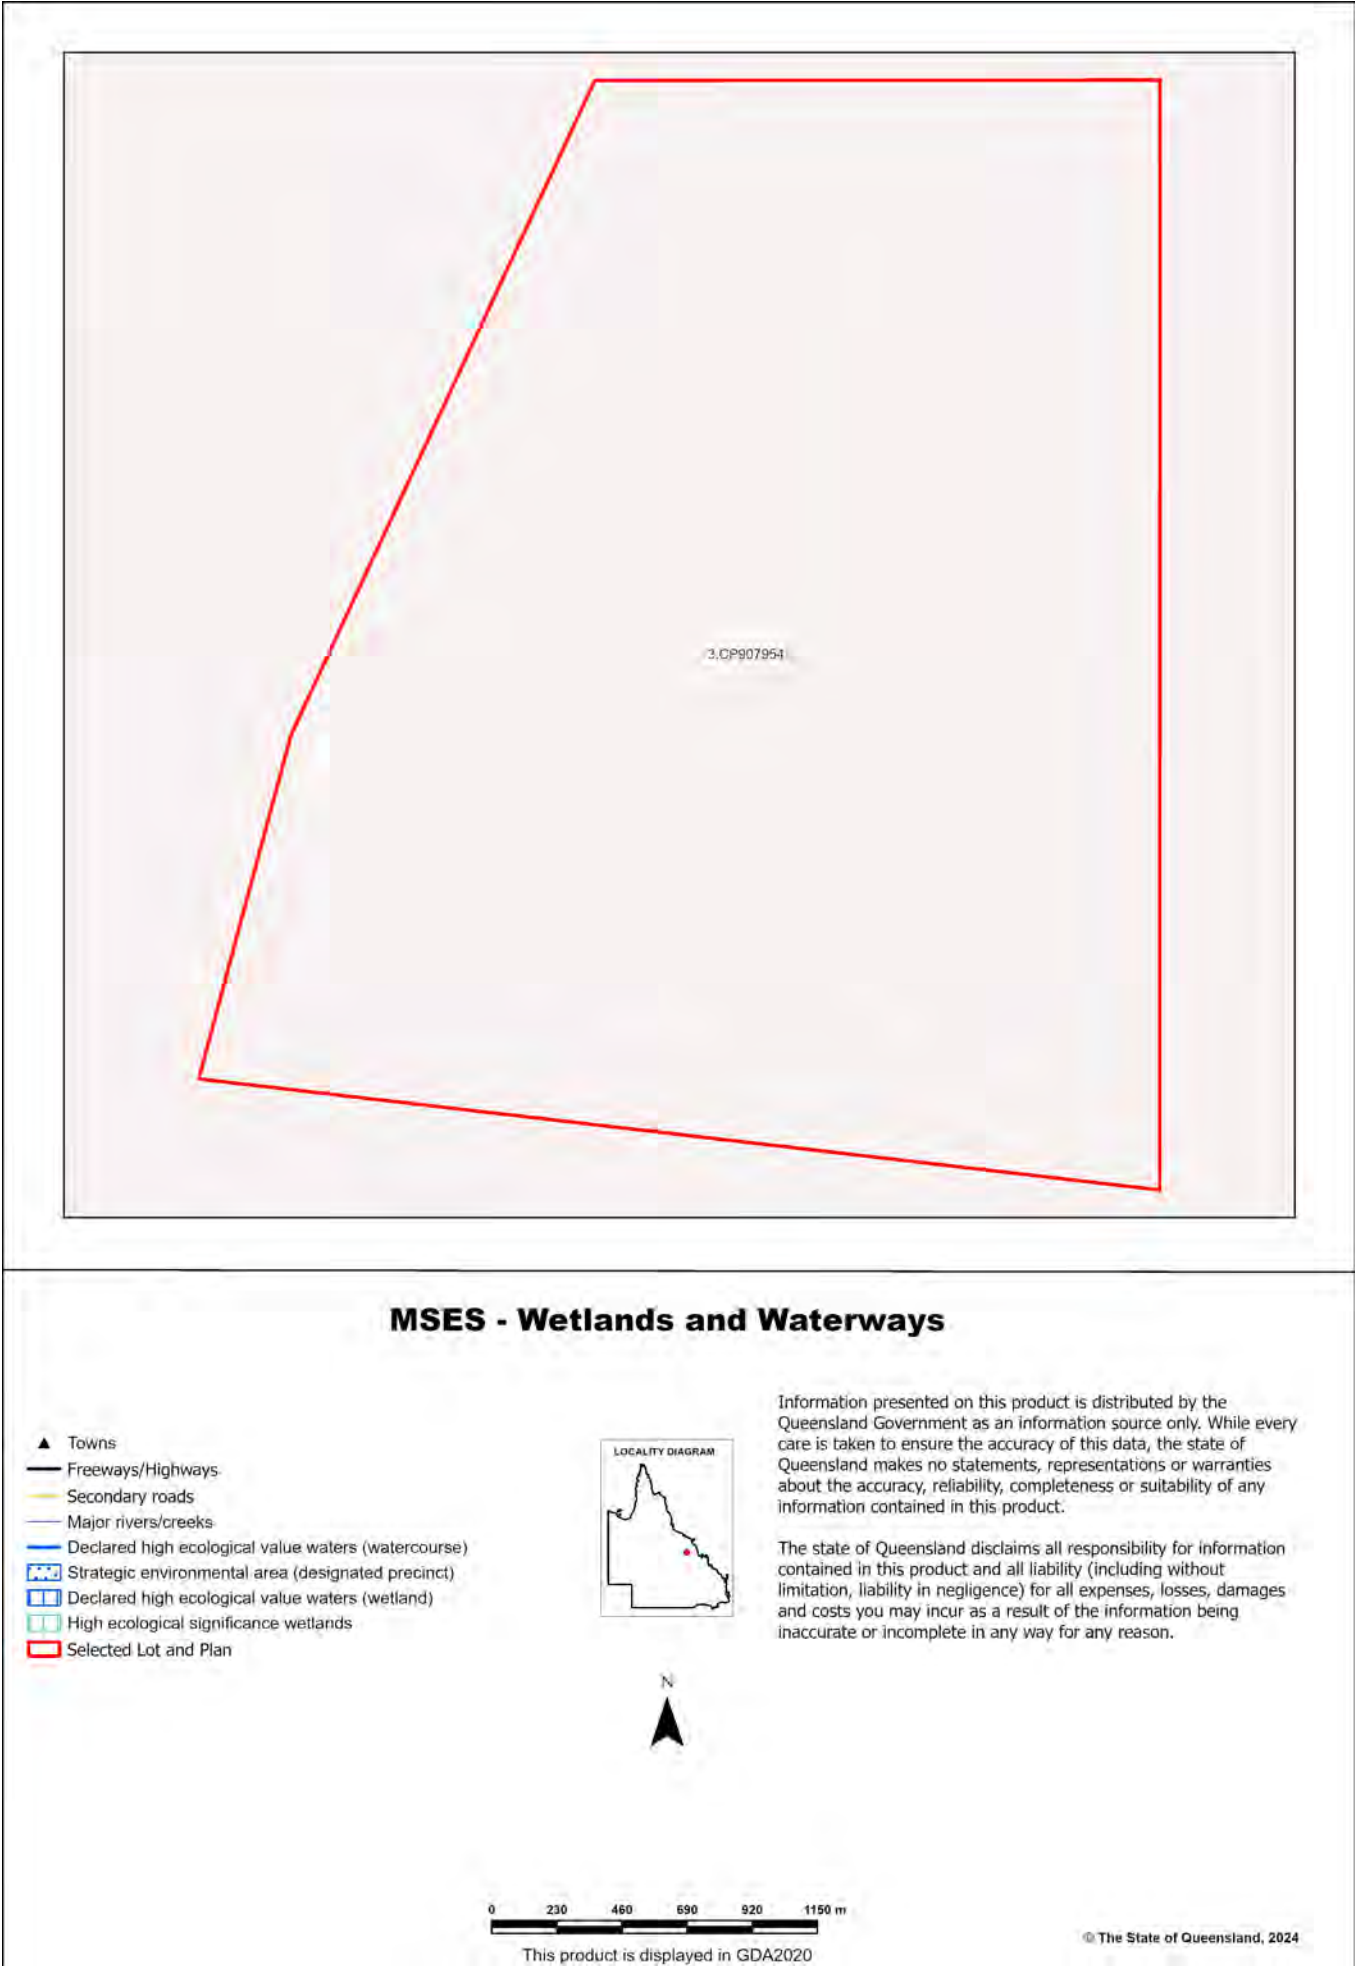 3,CP907954
MSES - Wetlands and Waterways
Towns
Freeways/Highways
Secondary roads
Major rivers/creeks
Declared high ecological value waters (watercourse)
Strategic environmental area (designated precinct)
Declared high ecological value waters (wetland)
High ecological significance wetlands
Selected Lot and Plan
LOCALITY DIAGRAM
N
Information presented on this product is distributed by the
Queensland Government as an information source only. While every
care is taken to ensure the accuracy of this data, the state of
Queensland makes no statements, representations or warranties
about the accuracy, reliability, completeness or suitability of any
information contained in this product.
The state of Queensland disclaims all responsibility for information
contained in this product and all liability (including without
limitation, liability in negligence) for all expenses, losses, damages
and costs you may incur as a result of the information being
inaccurate or incomplete in any way for any reason.
0 230 460 690 920 1150 m
This product is displayed in GDA2020
© The State of Queensland, 2024